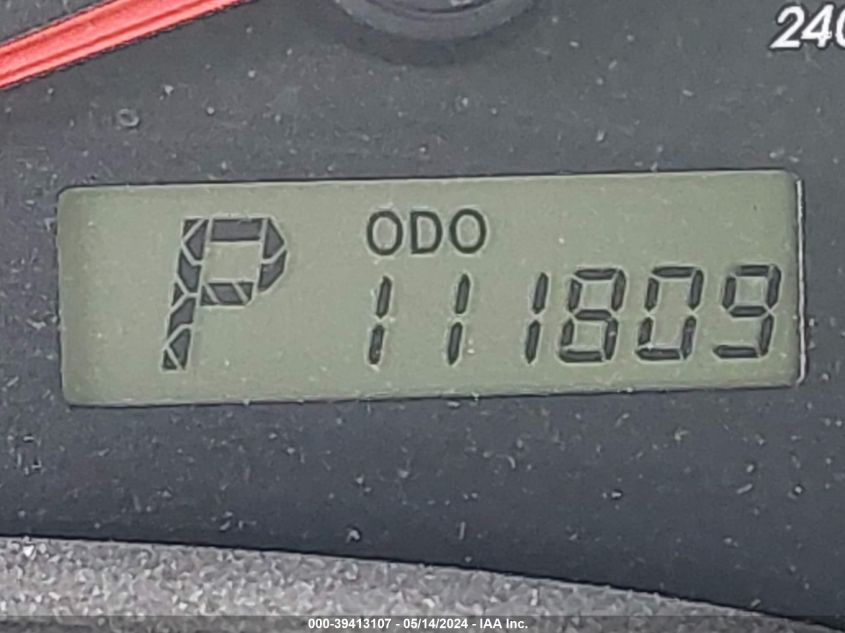 240
ODO
P 111809
000-39413107 - 05/14/2024 - IAA Inc.